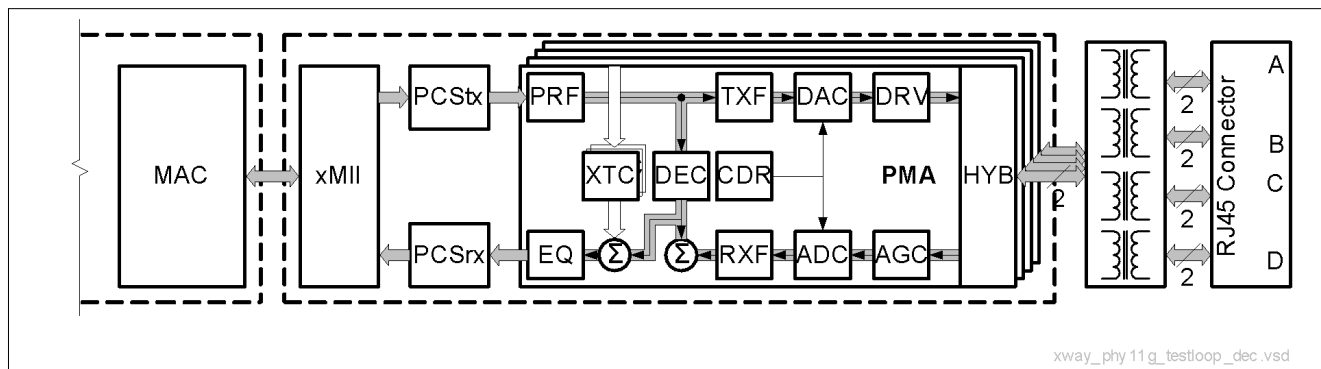 MAC
xMII
PCStx
PCSrx
PRF
TXF
DAC
DRV
XTC
DEC
CDR
PMA
HYB
EQ
Σ
Σ
RXF
ADC
AGC
2
2
2
2
2
RJ45 Connector
A
B
C
D
xway_phy11g_testloop_dec.vsd